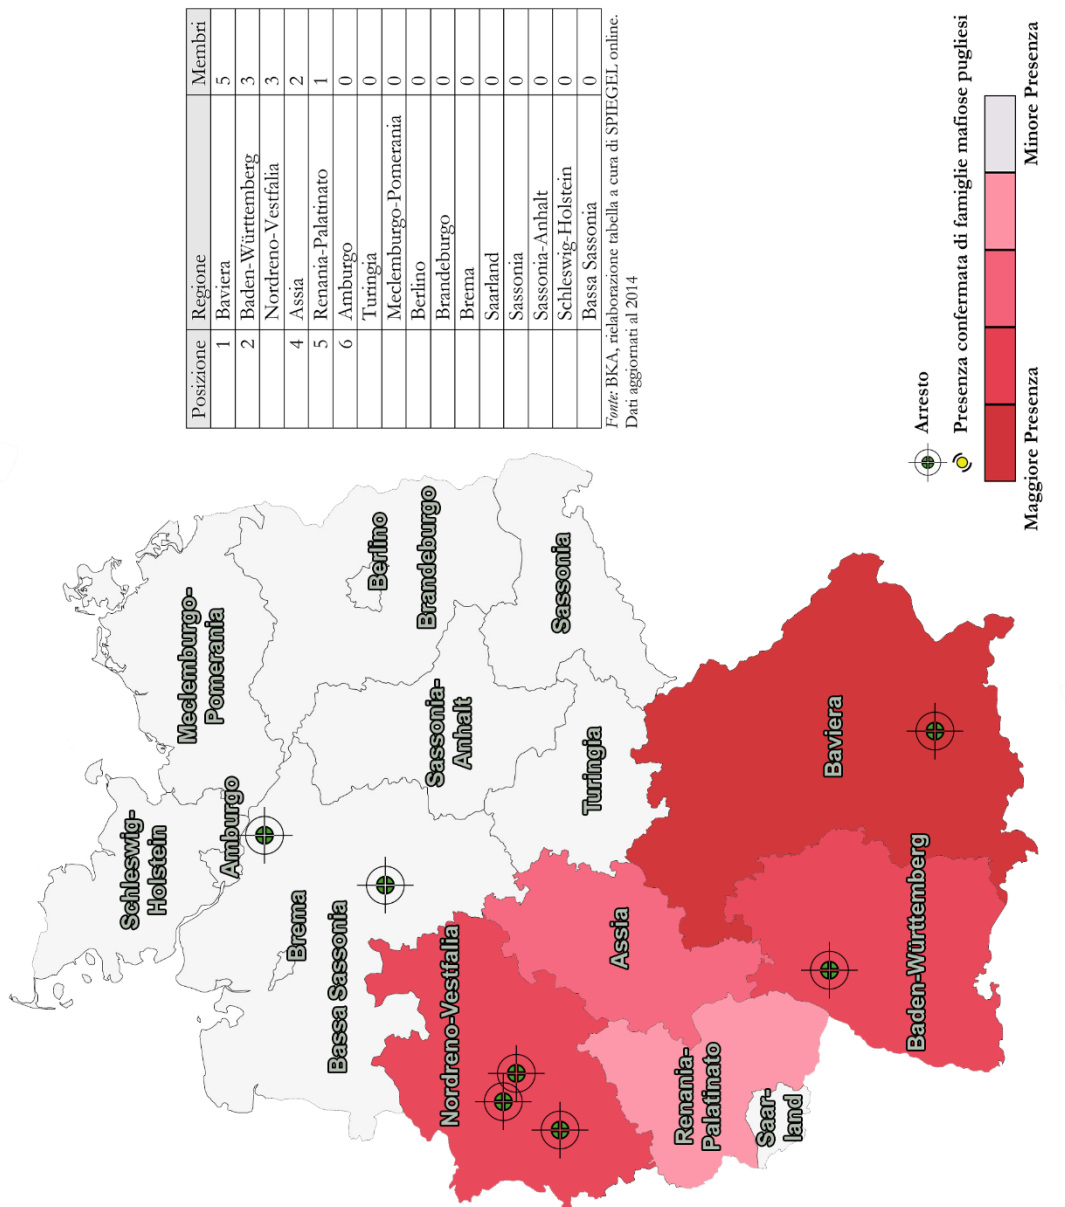 Posizione Regione Membri
1 Baviera 5
2 Baden-Württemberg 3
Nordreno-Vestfalia 3
4 Assia 2
5 Renania-Palatinato 1
6 Amburgo 0
Turingia 0
Meclemburgo-Pomerania 0
Berlino 0
Brandeburgo 0
Brema 0
Saarland 0
Sassonia 0
Sassonia-Anhalt 0
Schleswig-Holstein 0
Bassa Sassonia 0
Fonte: BKA, rielaborazione tabella a cura di SPIEGEL online.
Dati aggiornati al 2014
Schleswig-
Holstein
Meclemburgo-
Pomerania
Amburgo
Brema
Bassa Sassonia
Berlino
Brandeburgo
Sassonia-
Anhalt
Nordreno-Vestfalia
Sassonia
Turingia
Assia
Renania-
Palatinato
Saar-
land
Baviera
Baden-Württemberg
Arresto
Presenza confermata di famiglie mafiose pugliesi
Maggiore Presenza
Minore Presenza